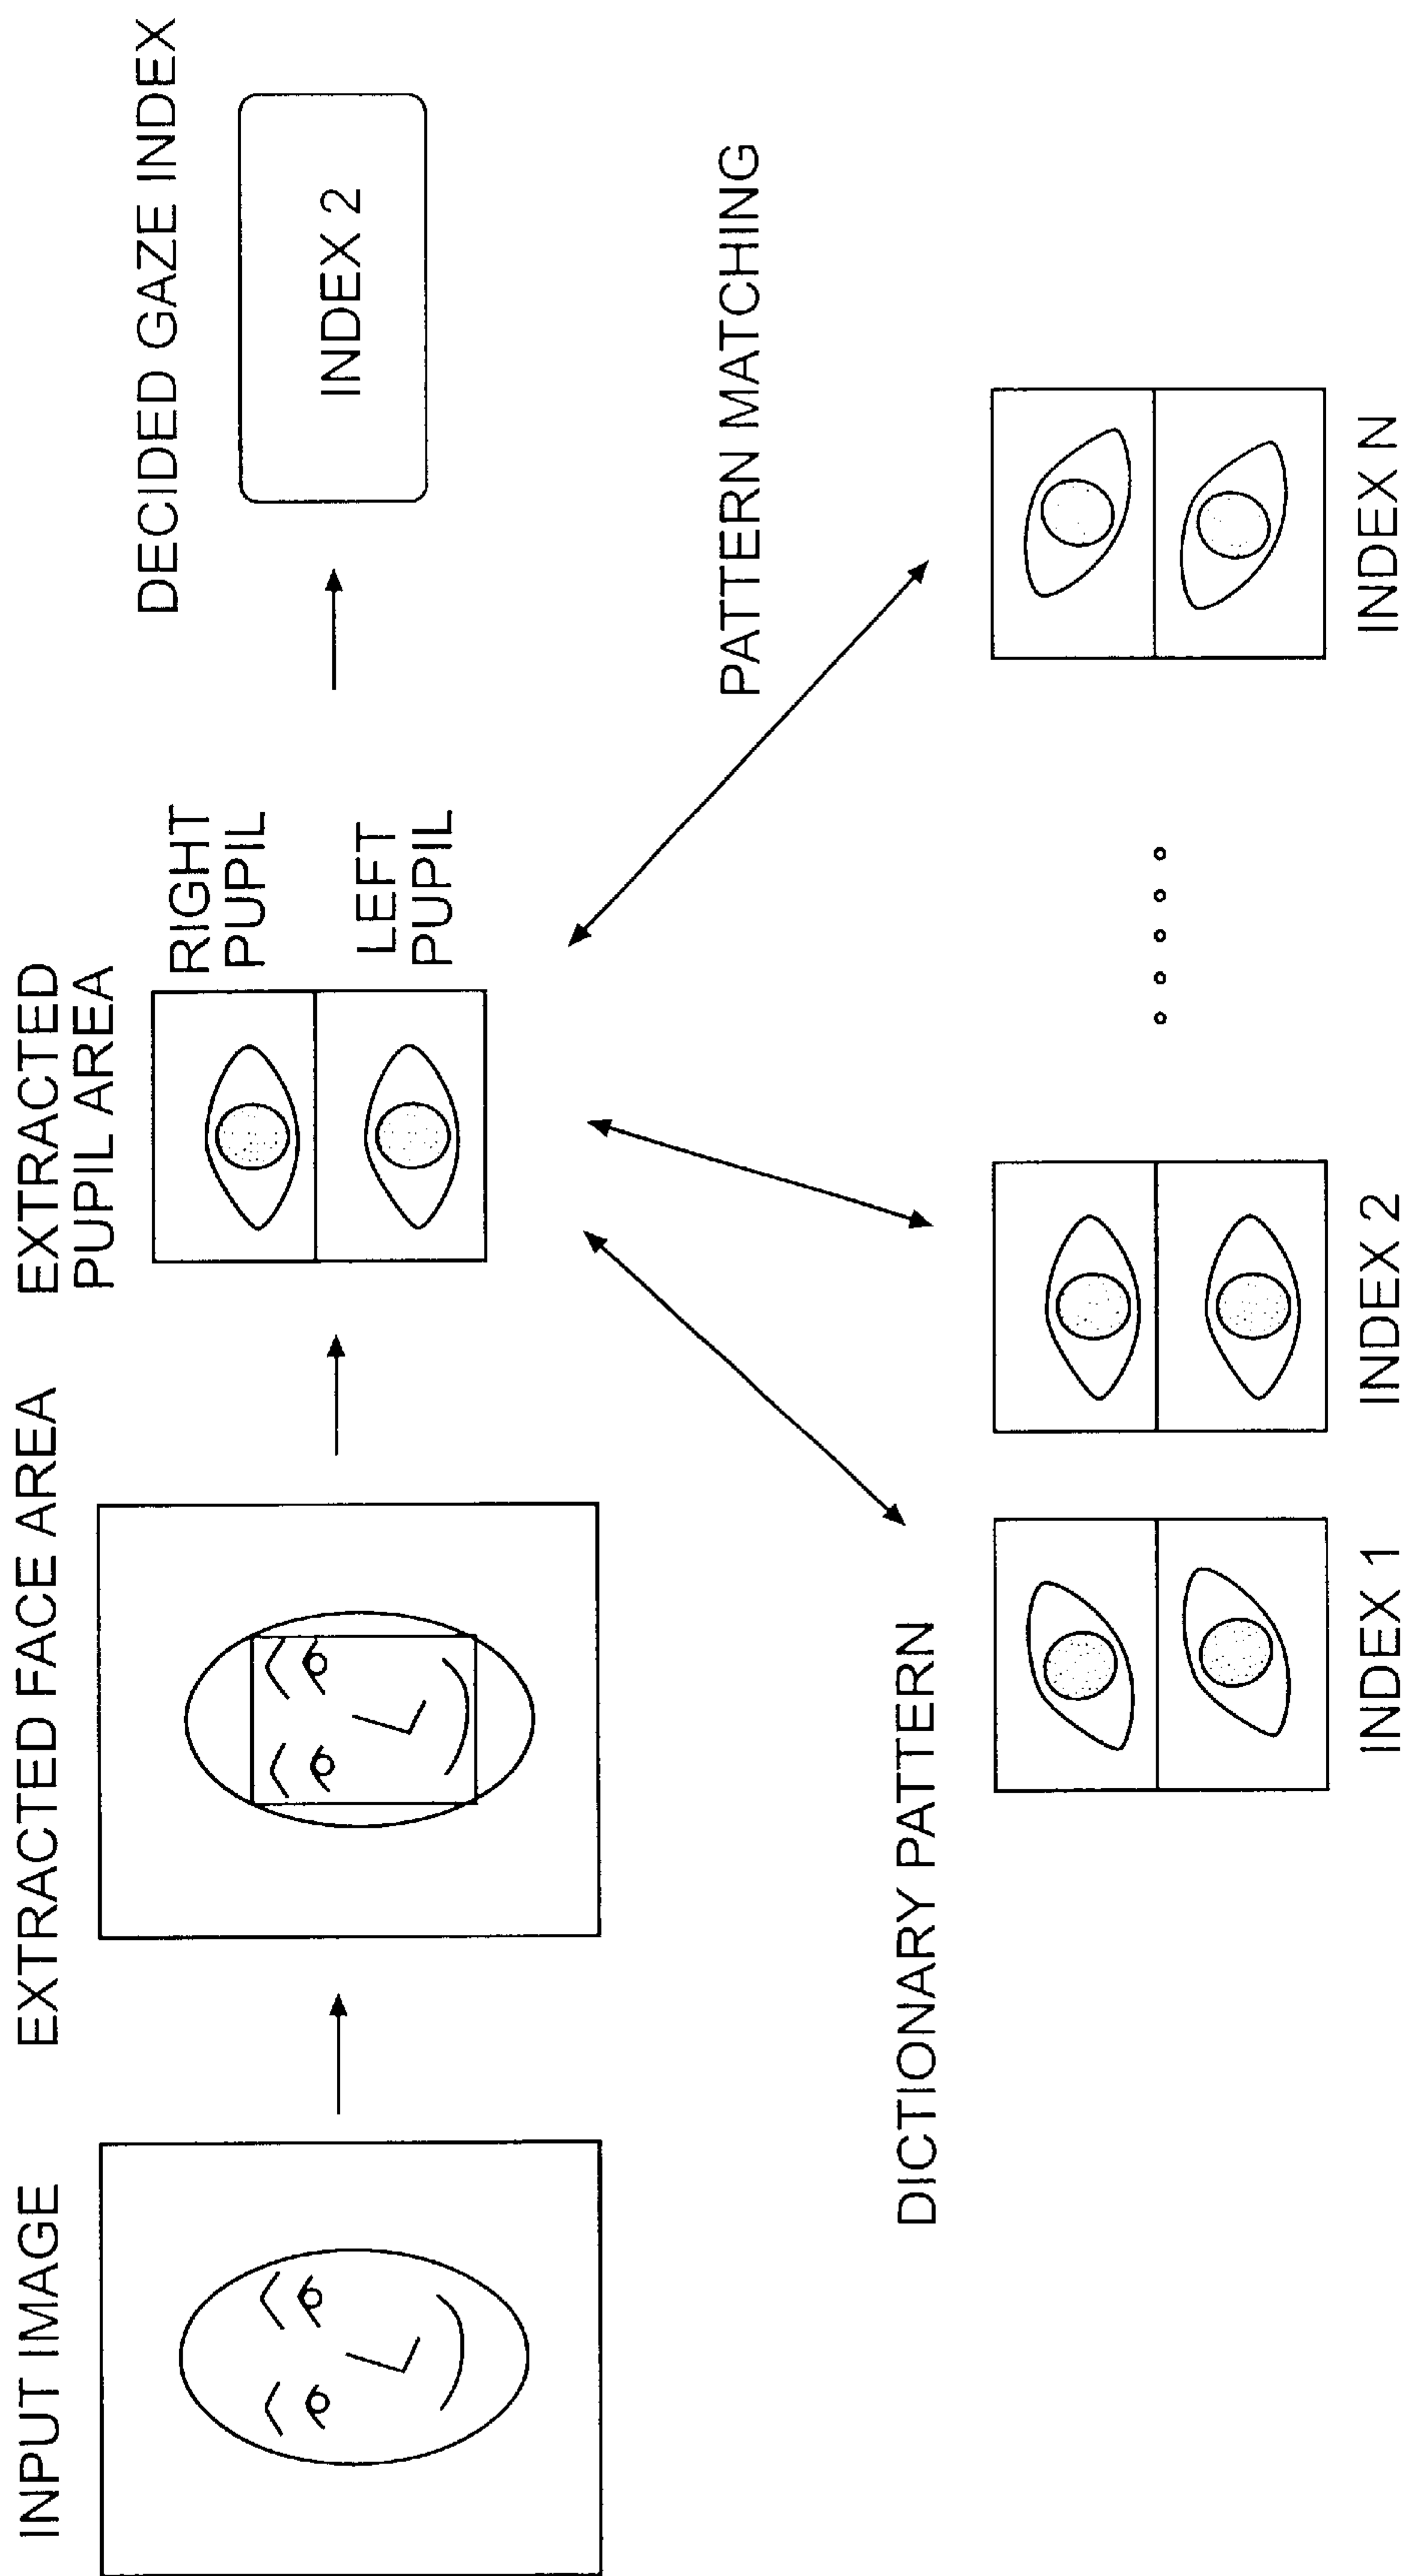 INPUT IMAGE
EXTRACTED FACE AREA
EXTRACTED
PUPIL AREA
RIGHT
PUPIL
LEFT
PUPIL
DECIDED GAZE INDEX
INDEX 2
PATTERN MATCHING
DICTIONARY PATTERN
INDEX 1
INDEX 2
INDEX N